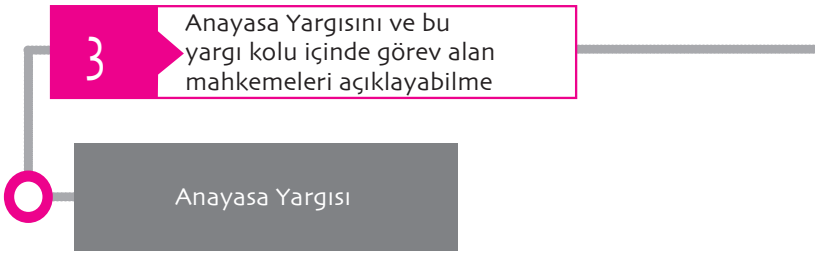 3
Anayasa Yargısını ve bu
yargı kolu içinde görev alan
mahkemeleri açıklayabilme
Anayasa Yargısı